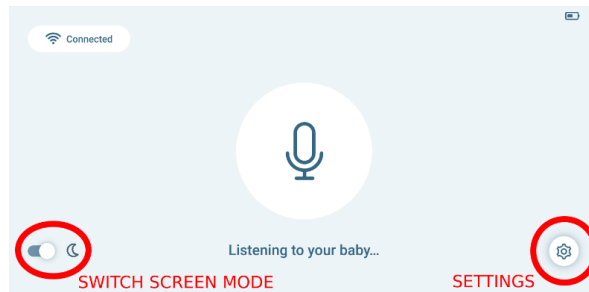 Connected
Listening to your baby...
SWITCH SCREEN MODE
SETTINGS